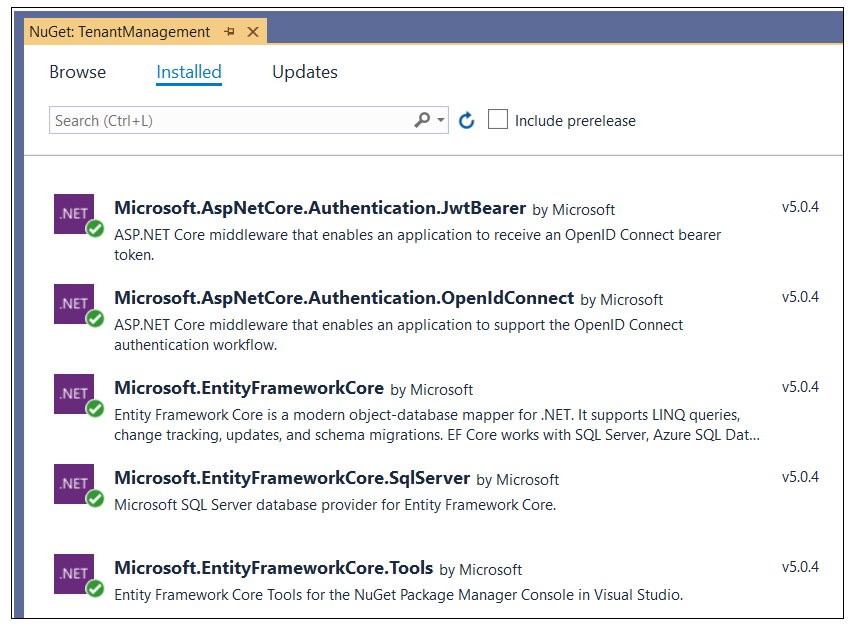 NuGet: TenantManagement
Browse Installed Updates
Search (Ctrl+L) Include prerelease
.NET Microsoft.AspNetCore.Authentication.JwtBearer by Microsoft v5.0.4
ASP.NET Core middleware that enables an application to receive an OpenID Connect bearer
token.
.NET Microsoft.AspNetCore.Authentication.OpenIdConnect by Microsoft v5.0.4
ASP.NET Core middleware that enables an application to support the OpenID Connect
authentication workflow.
.NET Microsoft.EntityFrameworkCore by Microsoft v5.0.4
Entity Framework Core is a modern object-database mapper for .NET. It supports LINQ queries,
change tracking, updates, and schema migrations. EF Core works with SQL Server, Azure SQL Dat...
.NET Microsoft.EntityFrameworkCore.SqlServer by Microsoft v5.0.4
Microsoft SQL Server database provider for Entity Framework Core.
.NET Microsoft.EntityFrameworkCore.Tools by Microsoft v5.0.4
Entity Framework Core Tools for the NuGet Package Manager Console in Visual Studio.